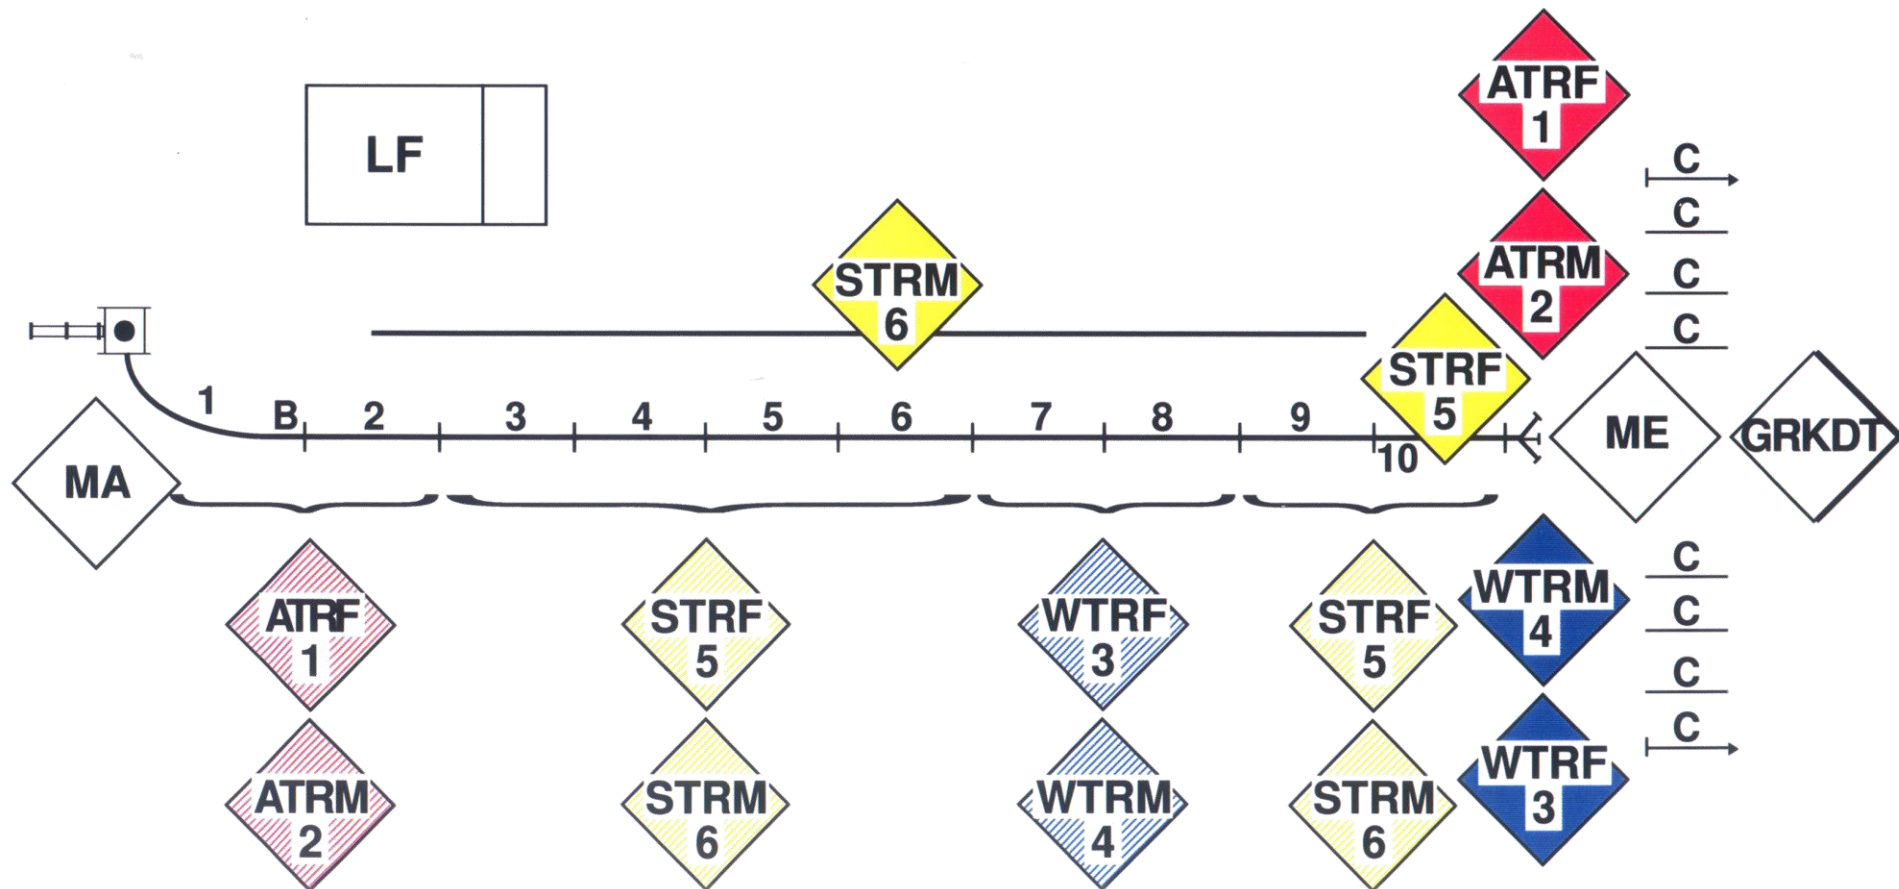 ATRF
1
C
LF
C
ATRM
2
STRM
6
C
C
STRF
5
1 B 2 3 4 5 6 7 8 9
10
MA
ME
GRKDT
C
ATRF
1
STRF
5
WTRF
3
STRF
5
WTRM
4
C
C
C
ATRM
2
STRM
6
WTRM
4
STRM
6
WTRF
3